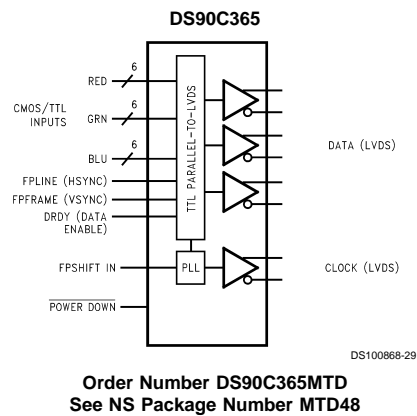 DS90C365
RED
6
CMOS/TTL
INPUTS
GRN
6
BLU
6
FPLINE (HSYNC)
FPFRAME (VSYNC)
DRDY (DATA
ENABLE)
FPSHIFT IN
POWER DOWN
TTL PARALLEL-TO-LVDS
PLL
DATA (LVDS)
CLOCK (LVDS)
DS100868-29
Order Number DS90C365MTD
See NS Package Number MTD48